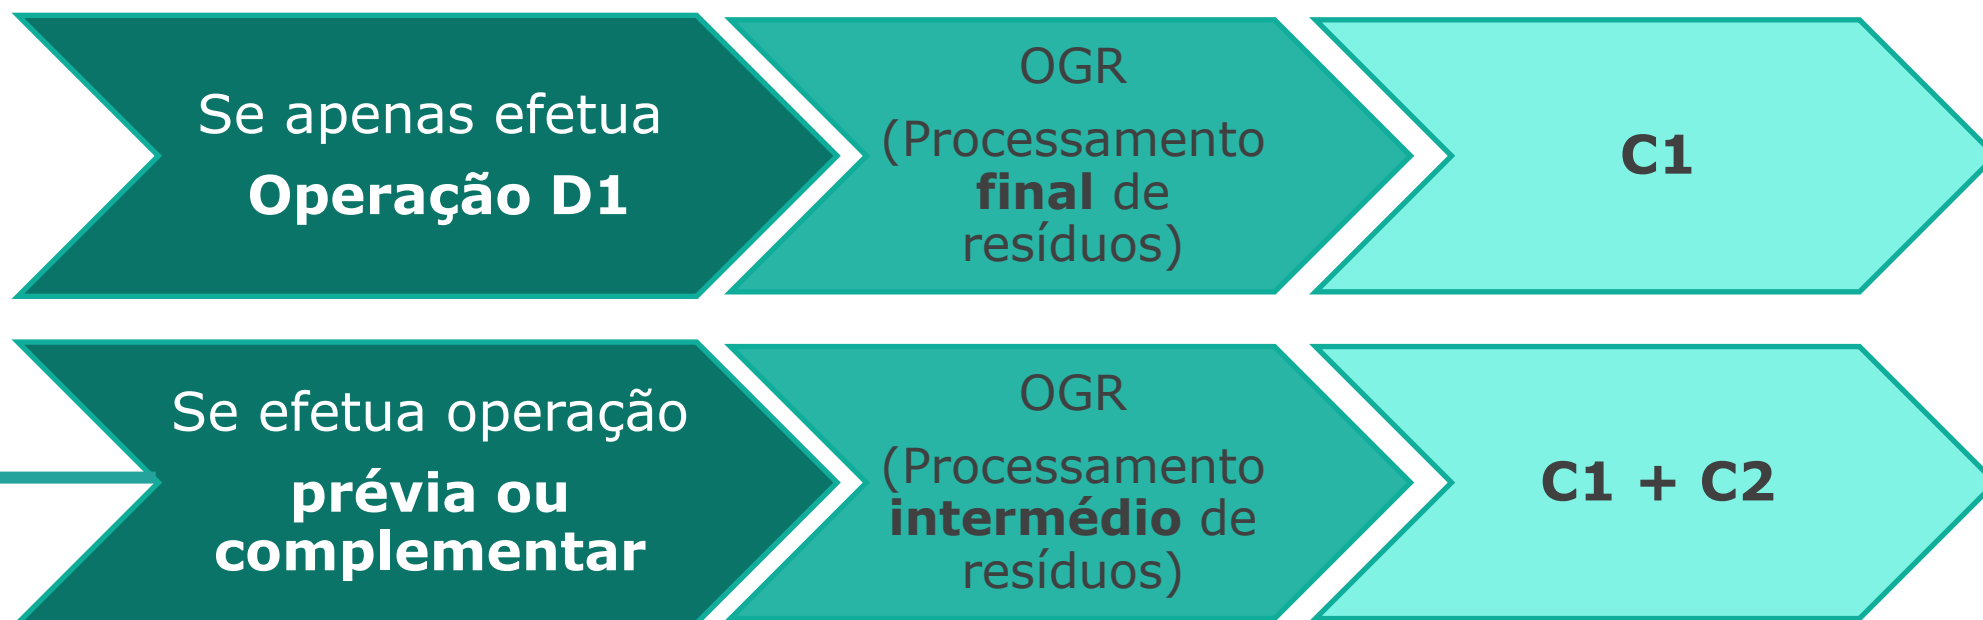 Se apenas efetua
Operação D1
OGR
(Processamento
final de
resíduos)
C1
Se efetua operação
prévia ou
complementar
OGR
(Processamento
intermédio de
resíduos)
C1 + C2